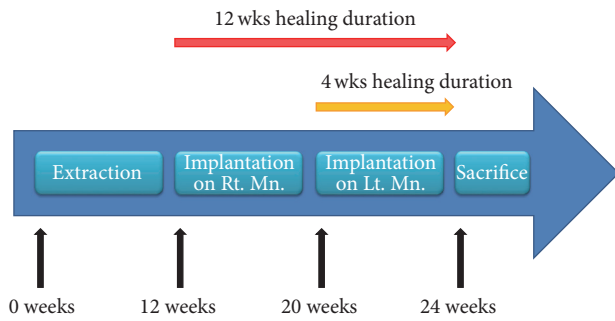 12 wks healing duration
4 wks healing duration
Extraction
Implantation
on Rt. Mn.
Implantation
on Lt. Mn.
Sacrifice
0 weeks
12 weeks
20 weeks
24 weeks